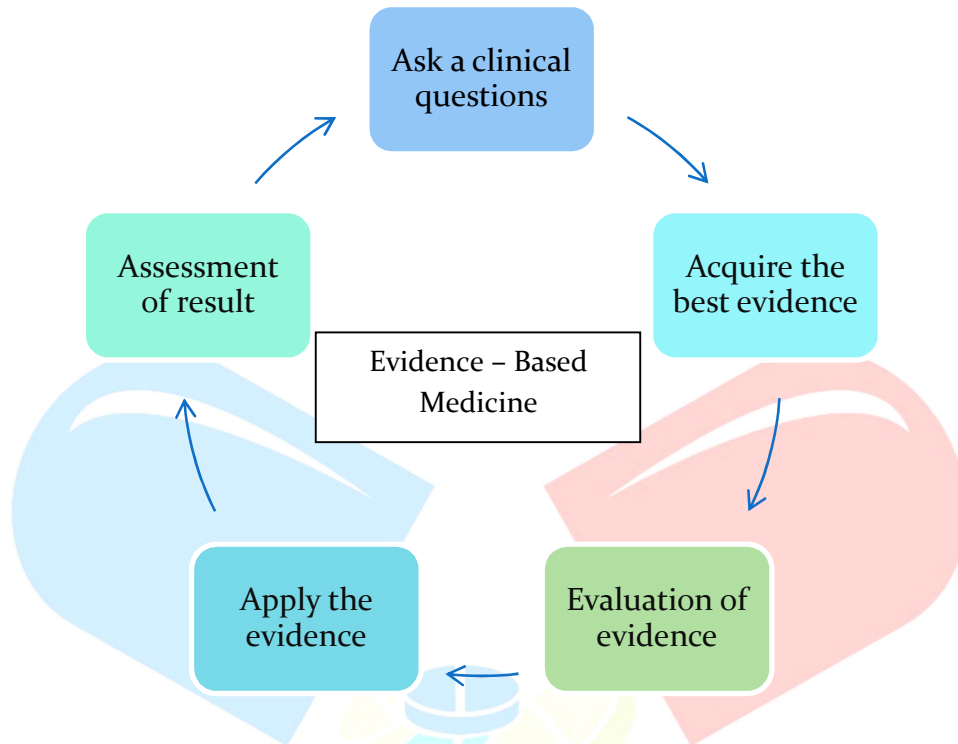 Ask a clinical
questions
Acquire the
best evidence
Evaluation of
evidence
Apply the
evidence
Assessment
of result
Evidence – Based
Medicine